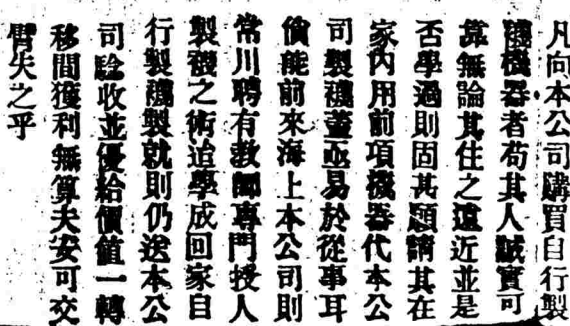 凡向本公司購買自行製
襪機器者苟其人誠實可
靠無論其住之遠近並是
否學過則固甚願請其在
家內用前項機器代本公
司製襪蓋亟易於從事耳
儻能前來海上本公司則
常川聘有教師專門授人
製襪之術迨學成回家自
行製襪製就則仍送本公
司驗收並優給價值一轉
移間獲利無算夫安可交
臂失之乎